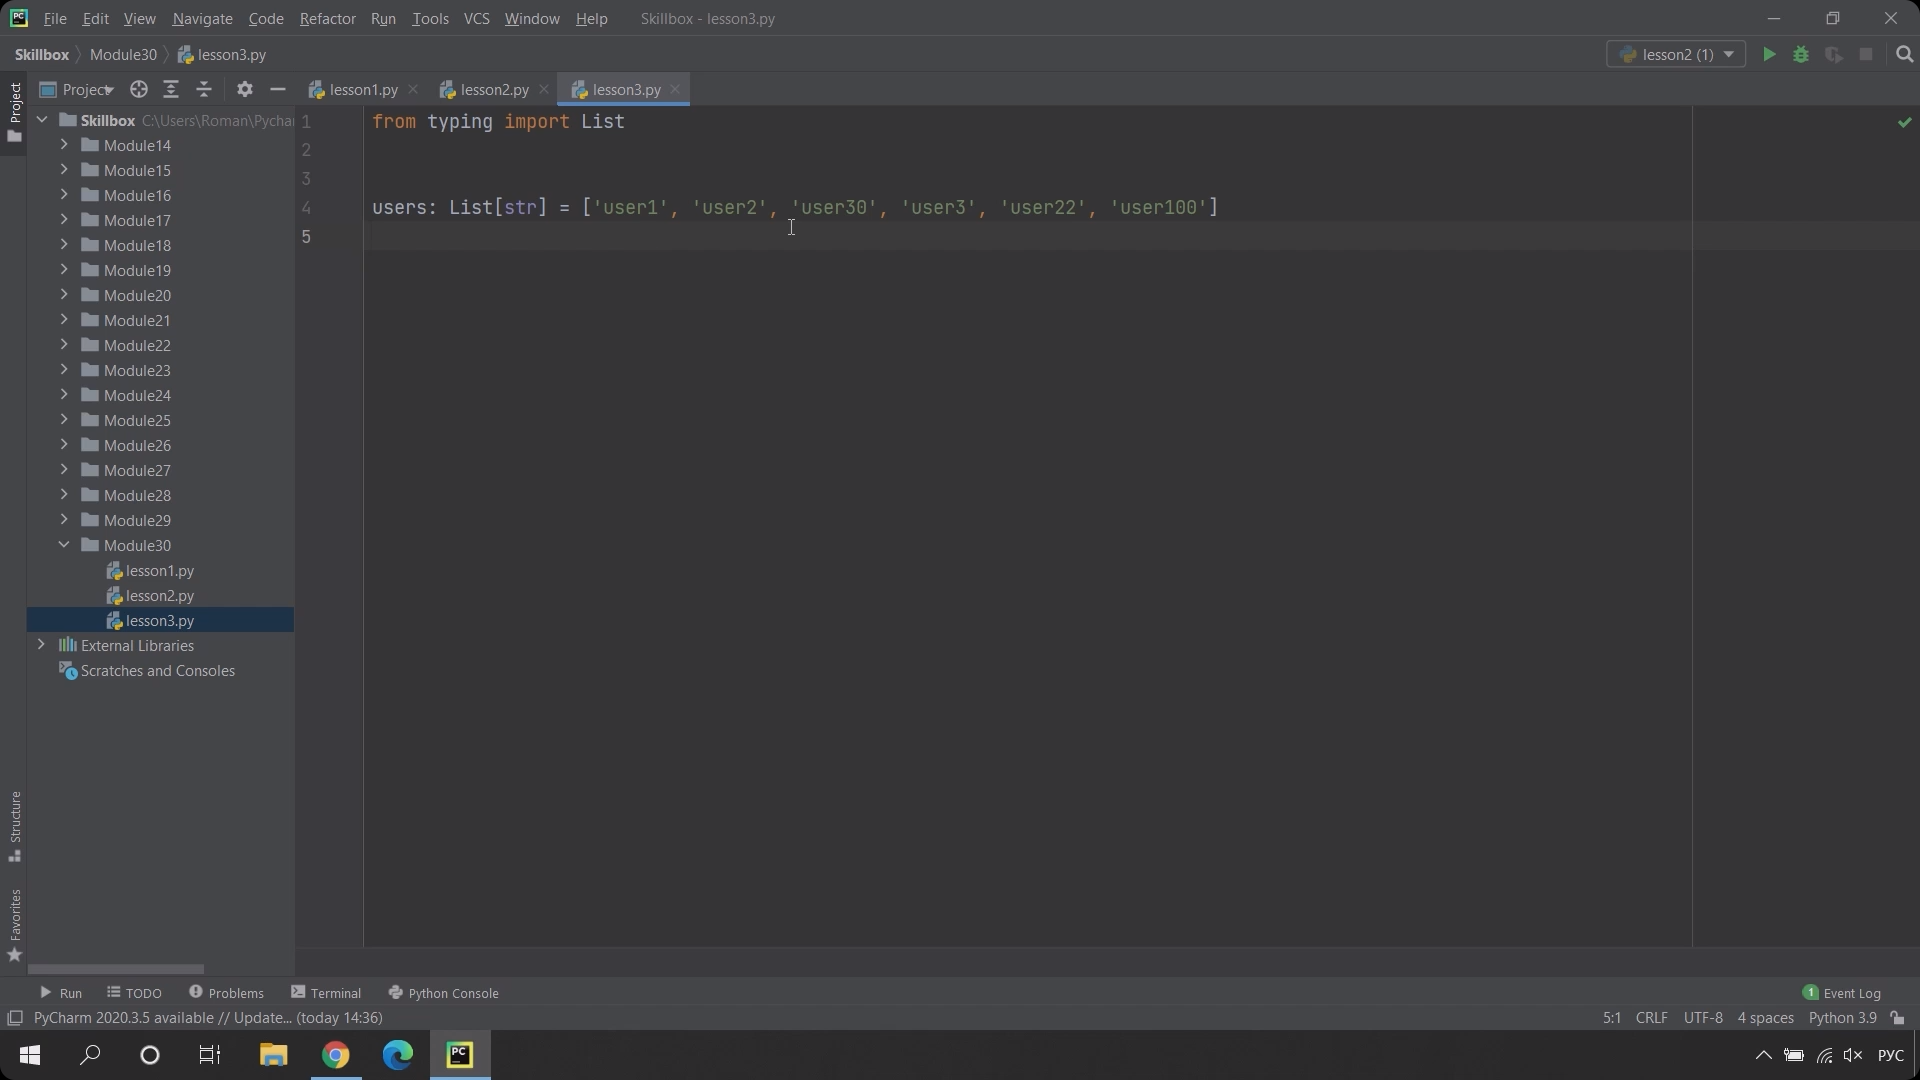 PC File Edit View Navigate Code Refactor Run Tools VCS Window Help Skillbox - lesson3.py
Skillbox Module30 lesson3.py lesson2 (1)
Project lesson1.py lesson2.py lesson3.py
Project
Skillbox C:\Users\Roman\Pychar
Module14
Module15
Module16
Module17
Module18
Module19
Module20
Module21
Module22
Module23
Module24
Module25
Module26
Module27
Module28
Module29
Module30
lesson1.py
lesson2.py
lesson3.py
External Libraries
Scratches and Consoles
1 from typing import List
2
3
4 users: List[str] = ['user1', 'user2', 'user30', 'user3', 'user22', 'user100']
5
Structure
Favorites
Run TODO Problems Terminal Python Console 1 Event Log
PyCharm 2020.3.5 available // Update... (today 14:36) 5:1 CRLF UTF-8 4 spaces Python 3.9
PC РУС